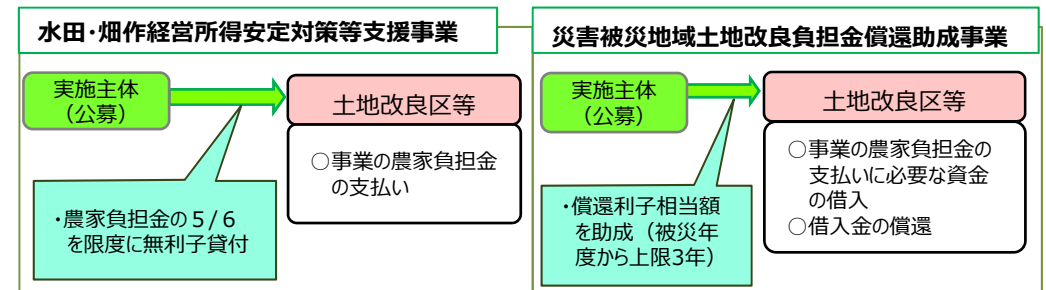 水田・畑作経営所得安定対策等支援事業
実施主体
（公募）
土地改良区等
○事業の農家負担金
の支払い
・農家負担金の５/６
を限度に無利子貸付
災害被災地域土地改良負担金償還助成事業
実施主体
（公募）
土地改良区等
○事業の農家負担金の
支払いに必要な資金
の借入
○借入金の償還
・償還利子相当額
を助成（被災年
度から上限3年）